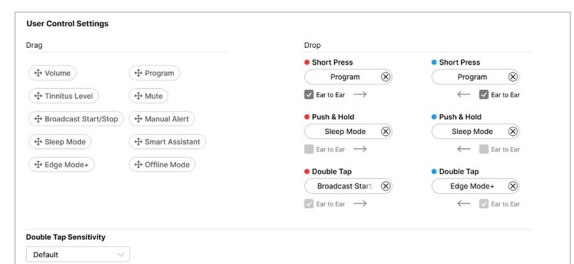 User Control Settings
Drag
Drop
Volume
Program
Tinnitus Level
Mute
Broadcast Start/Stop
Manual Alert
Sleep Mode
Smart Assistant
Edge Mode+
Offline Mode
Short Press
Short Press
Program
Program
Ear to Ear
Ear to Ear
Push & Hold
Push & Hold
Sleep Mode
Sleep Mode
Ear to Ear
Ear to Ear
Double Tap
Double Tap
Broadcast Start
Edge Mode+
Ear to Ear
Ear to Ear
Double Tap Sensitivity
Default